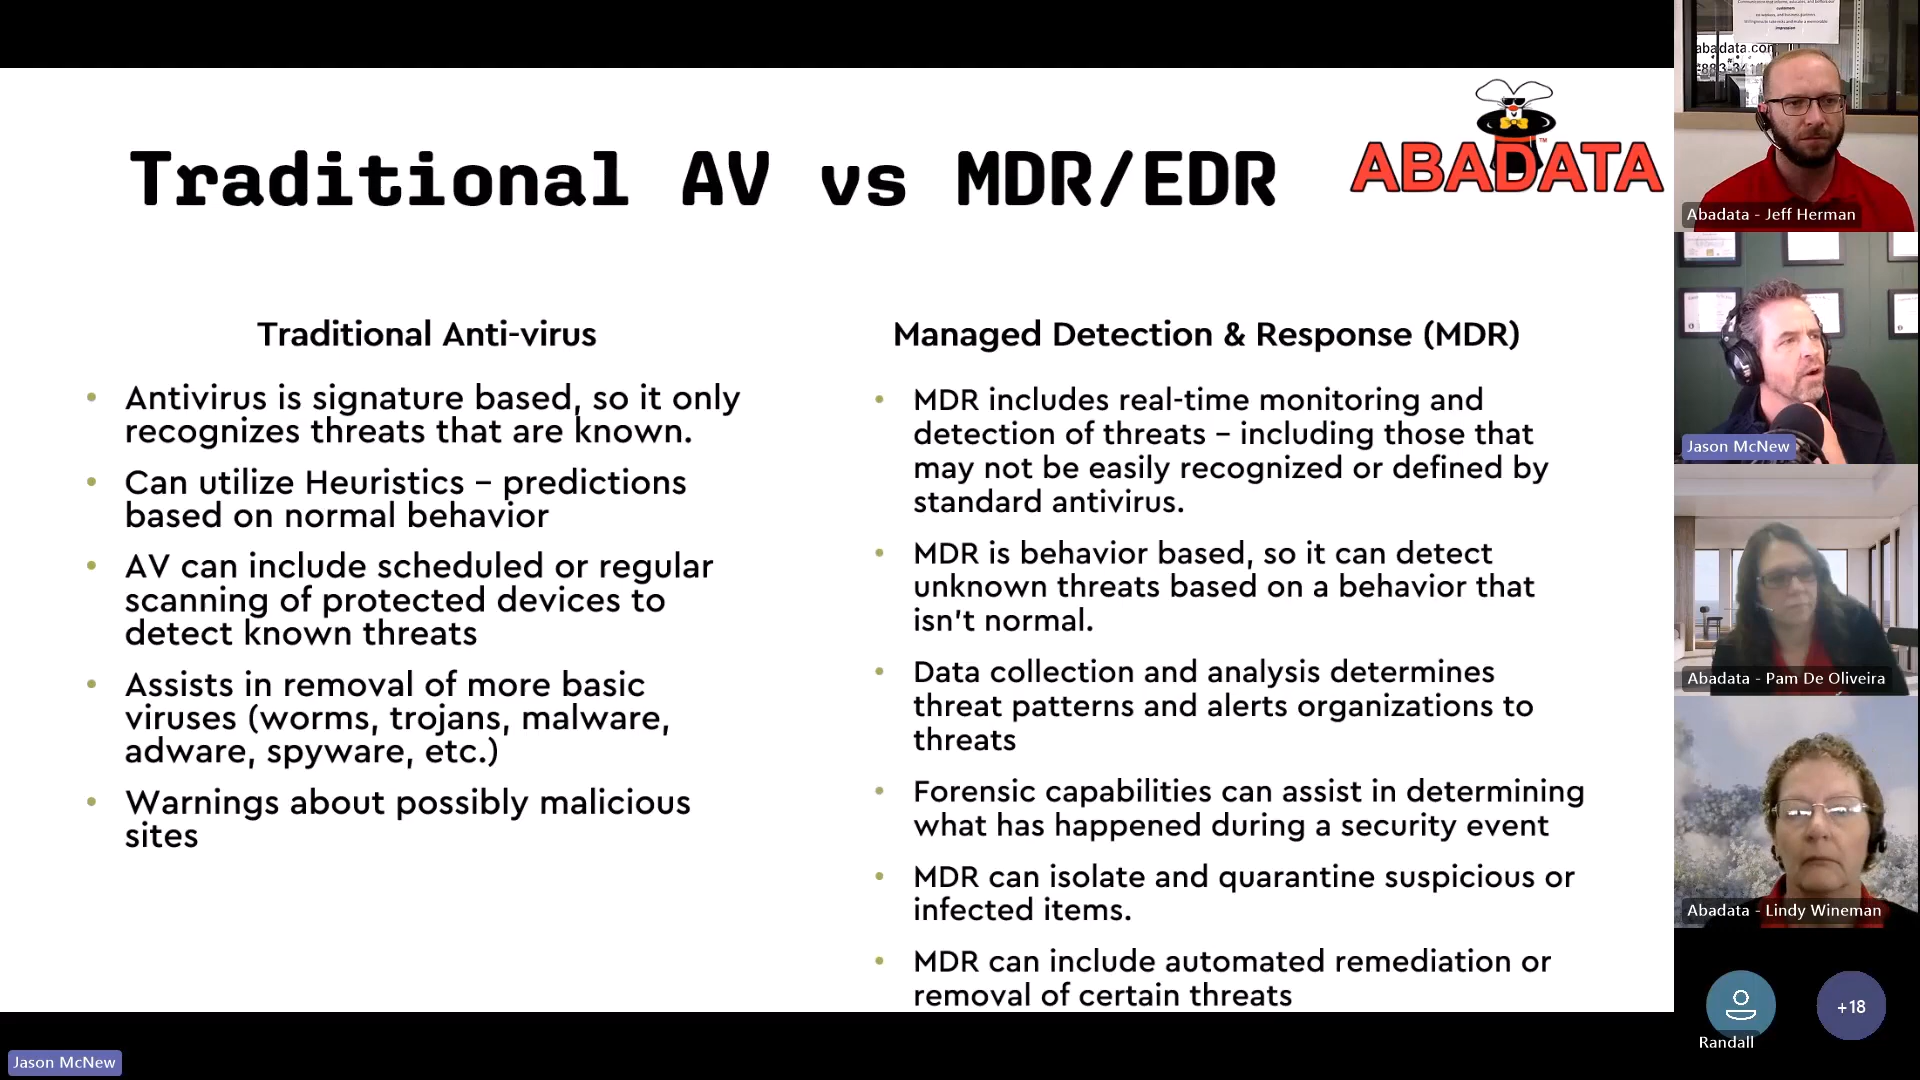 Traditional AV vs MDR/EDR
ABADATA
TM
Traditional Anti-virus
• Antivirus is signature based, so it only
recognizes threats that are known.
• Can utilize Heuristics – predictions
based on normal behavior
• AV can include scheduled or regular
scanning of protected devices to
detect known threats
• Assists in removal of more basic
viruses (worms, trojans, malware,
adware, spyware, etc.)
• Warnings about possibly malicious
sites
Managed Detection & Response (MDR)
• MDR includes real-time monitoring and
detection of threats – including those that
may not be easily recognized or defined by
standard antivirus.
• MDR is behavior based, so it can detect
unknown threats based on a behavior that
isn't normal.
• Data collection and analysis determines
threat patterns and alerts organizations to
threats
• Forensic capabilities can assist in determining
what has happened during a security event
• MDR can isolate and quarantine suspicious or
infected items.
• MDR can include automated remediation or
removal of certain threats
customers
impression
abadata.com
Abadata - Jeff Herman
Jason McNew
Abadata - Pam De Oliveira
Abadata - Lindy Wineman
Randall
+18
Jason McNew